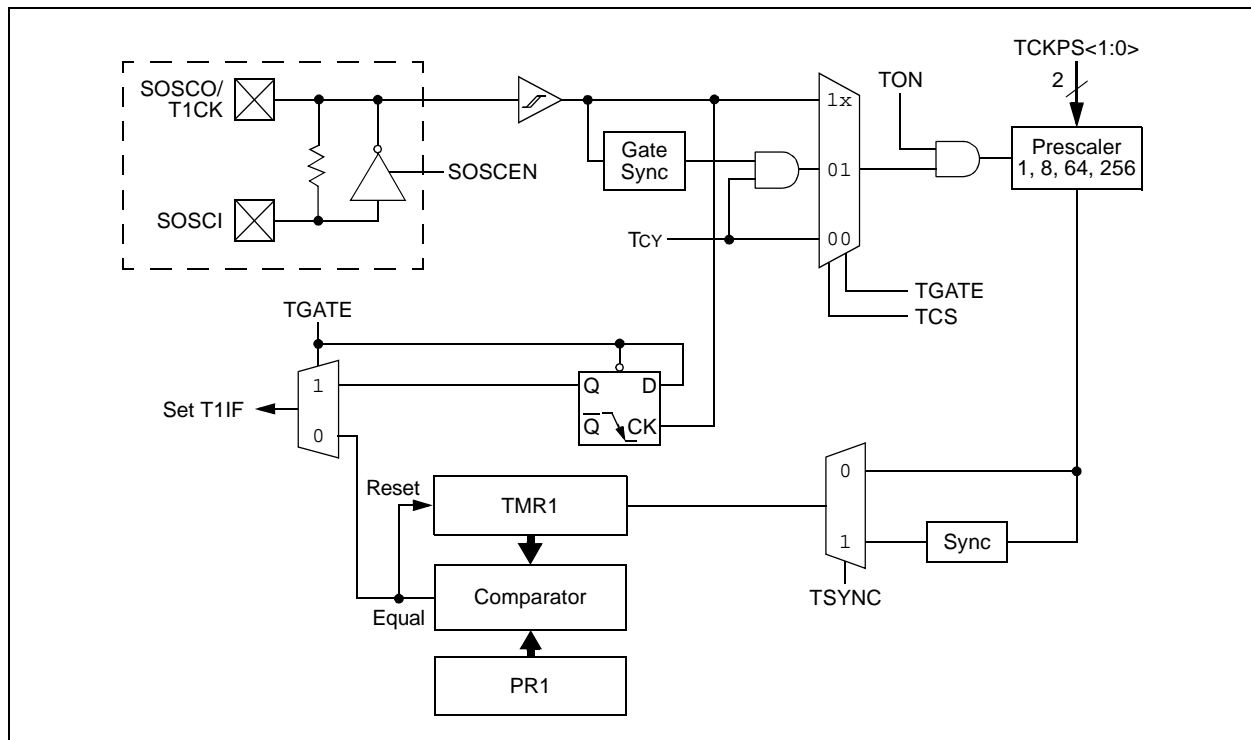 TCKPS<1:0>
2
TON
SOSCO/
T1CK
1x
Prescaler
1, 8, 64, 256
Gate
Sync
01
SOSCEN
SOSCI
TCY
00
TGATE
TCS
TGATE
1
Q
D
Set T1IF
Q̅
CK
0
0
Reset
TMR1
1
Sync
Comparator
TSYNC
Equal
PR1